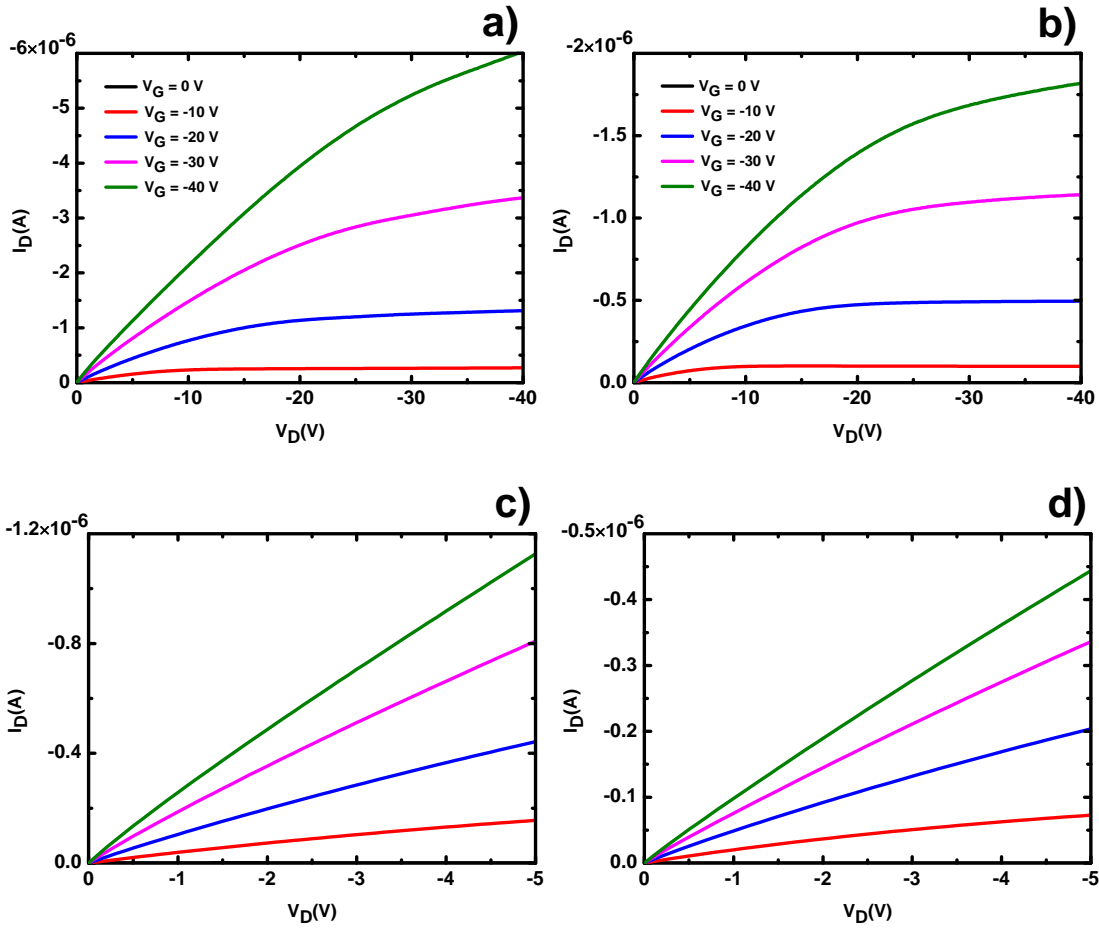 a)
-6×10⁻⁶
-5
-4
-3
-2
-1
0
I_D(A)
V_G = 0 V
V_G = -10 V
V_G = -20 V
V_G = -30 V
V_G = -40 V
0 -10 -20 -30 -40
V_D(V)
b)
-2×10⁻⁶
-1.5
-1.0
-0.5
0.0
I_D(A)
V_G = 0 V
V_G = -10 V
V_G = -20 V
V_G = -30 V
V_G = -40 V
0 -10 -20 -30 -40
V_D(V)
c)
-1.2×10⁻⁶
-0.8
-0.4
0.0
I_D(A)
0 -1 -2 -3 -4 -5
V_D(V)
d)
-0.5×10⁻⁶
-0.4
-0.3
-0.2
-0.1
0.0
I_D(A)
0 -1 -2 -3 -4 -5
V_D(V)